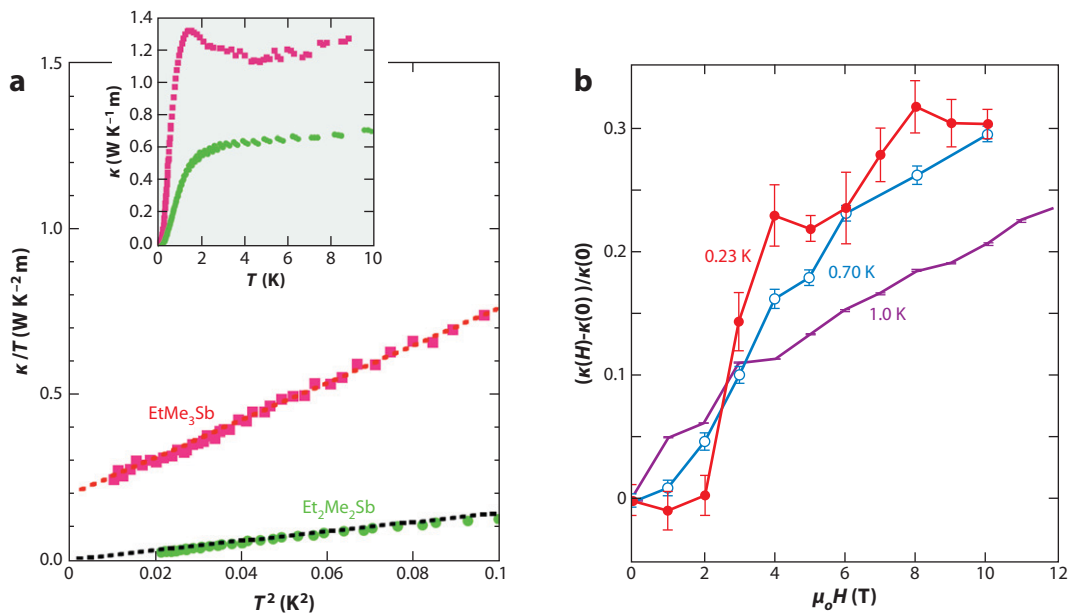 a
1.4
1.2
1.0
0.8
0.6
0.4
0.2
0.0
κ (W K⁻¹ m)
0
2
4
6
8
10
T (K)
1.5
1.0
0.5
0.0
κ/T (W K⁻² m)
EtMe₃Sb
Et₂Me₂Sb
0
0.02
0.04
0.06
0.08
0.1
T² (K²)
b
0.3
0.2
0.1
0
(κ(H)-κ(0))/κ(0)
0.23 K
0.70 K
1.0 K
0
2
4
6
8
10
12
μₒH (T)